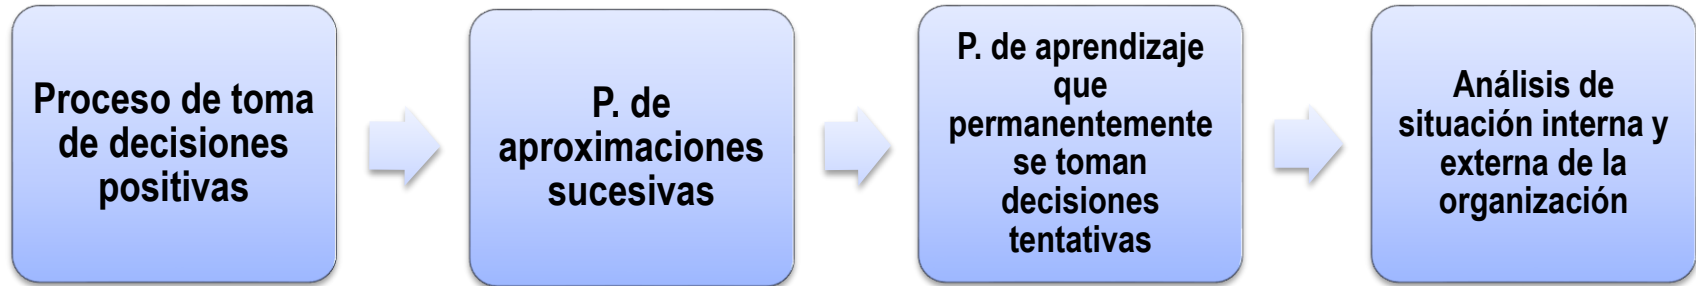 Proceso de toma
de decisiones
positivas
P. de
aproximaciones
sucesivas
P. de aprendizaje
que
permanentemente
se toman
decisiones
tentativas
Análisis de
situación interna y
externa de la
organización